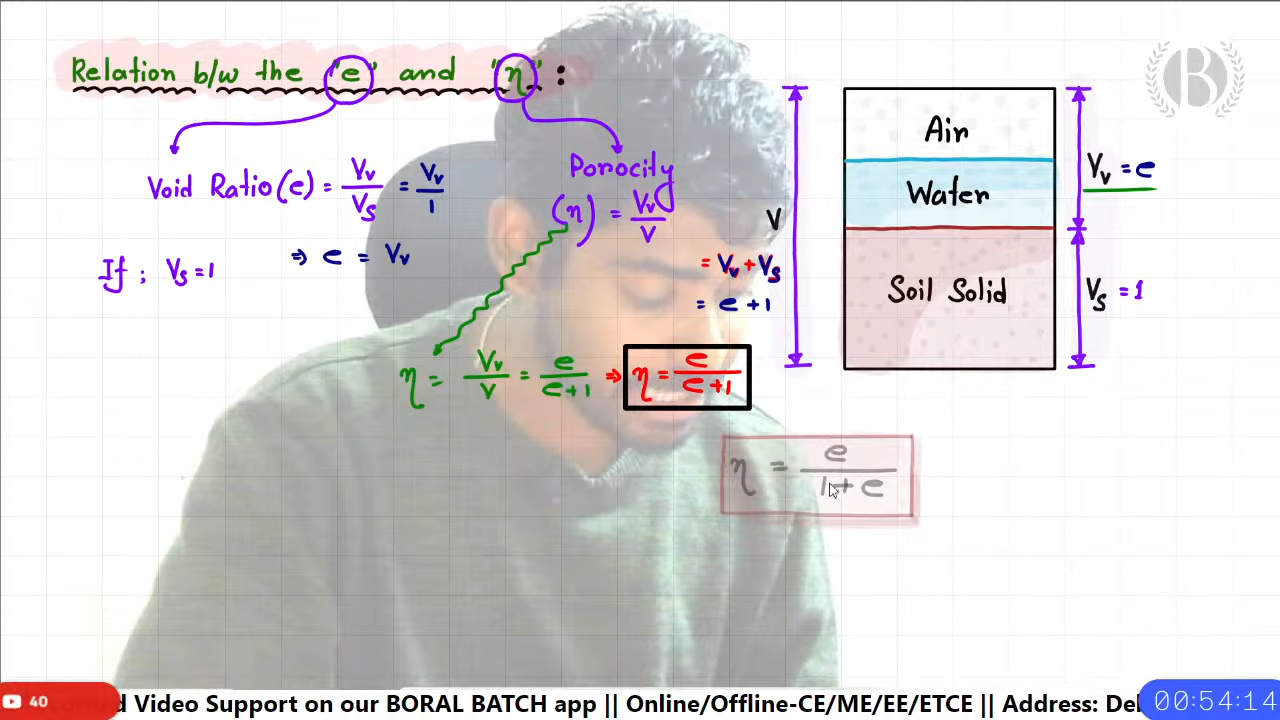 Relation b/w the "e" and "η" :
Void Ratio (e) = Vv/Vs = Vv/1
If ; Vs = 1
⇒ e = Vv
Porocity
(η) = Vv/V
V
= Vv + Vs
= e + 1
η = Vv/V = e/e+1 ⇒ η = e/e+1
η = e/1+e
Air
Water
Soil Solid
Vv = e
Vs = 1
B
40
d Video Support on our BORAL BATCH app || Online/Offline-CE/ME/EE/ETCE || Address: Del
00:54:14